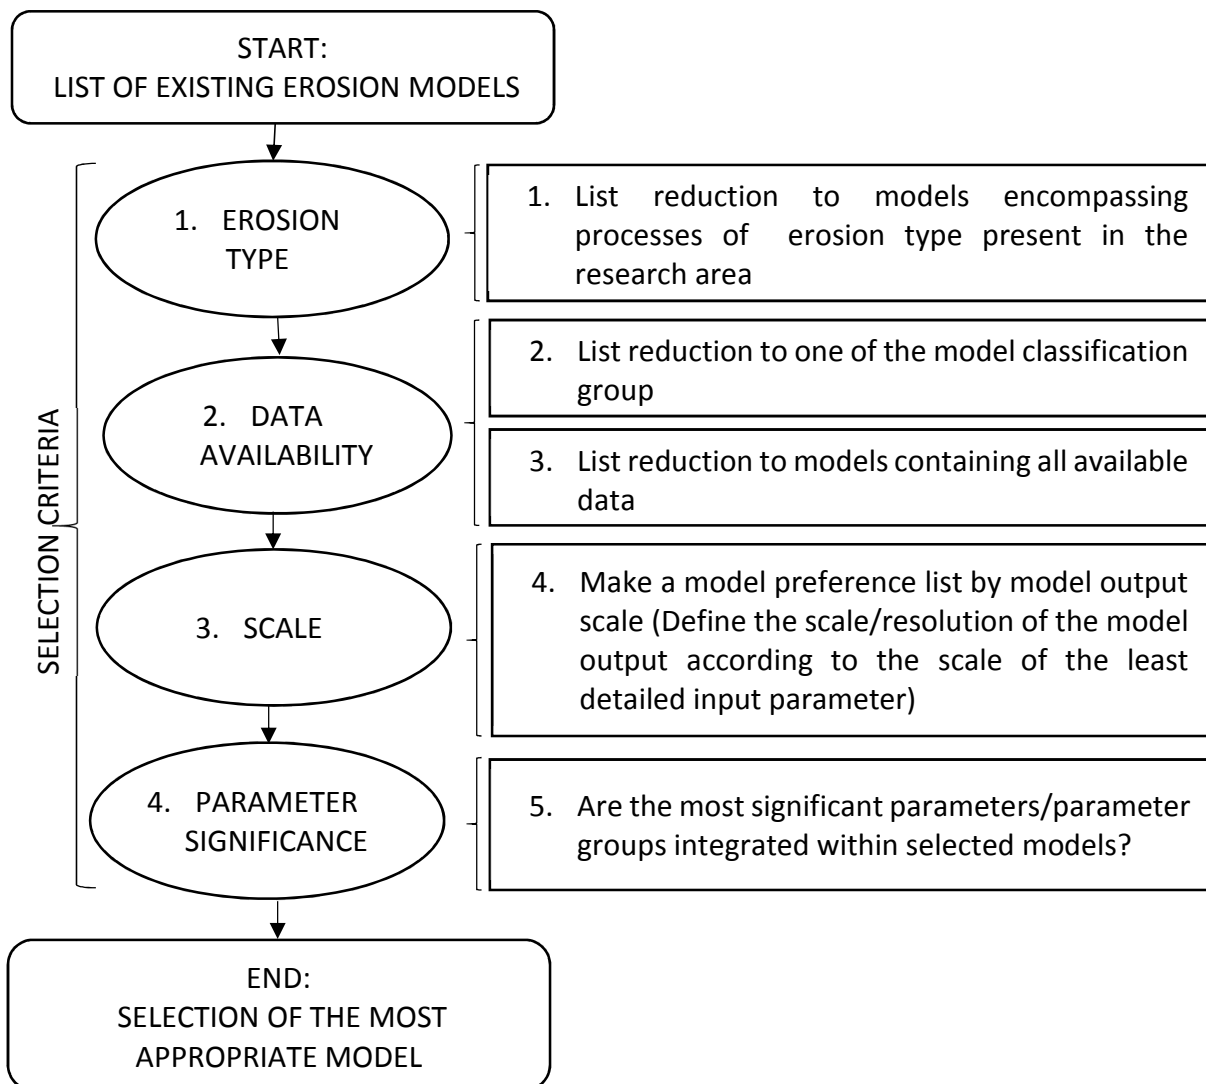 START:
LIST OF EXISTING EROSION MODELS
SELECTION CRITERIA
1. EROSION
TYPE
1. List reduction to models encompassing
processes of erosion type present in the
research area
2. DATA
AVAILABILITY
2. List reduction to one of the model classification
group
3. List reduction to models containing all available
data
3. SCALE
4. Make a model preference list by model output
scale (Define the scale/resolution of the model
output according to the scale of the least
detailed input parameter)
4. PARAMETER
SIGNIFICANCE
5. Are the most significant parameters/parameter
groups integrated within selected models?
END:
SELECTION OF THE MOST
APPROPRIATE MODEL